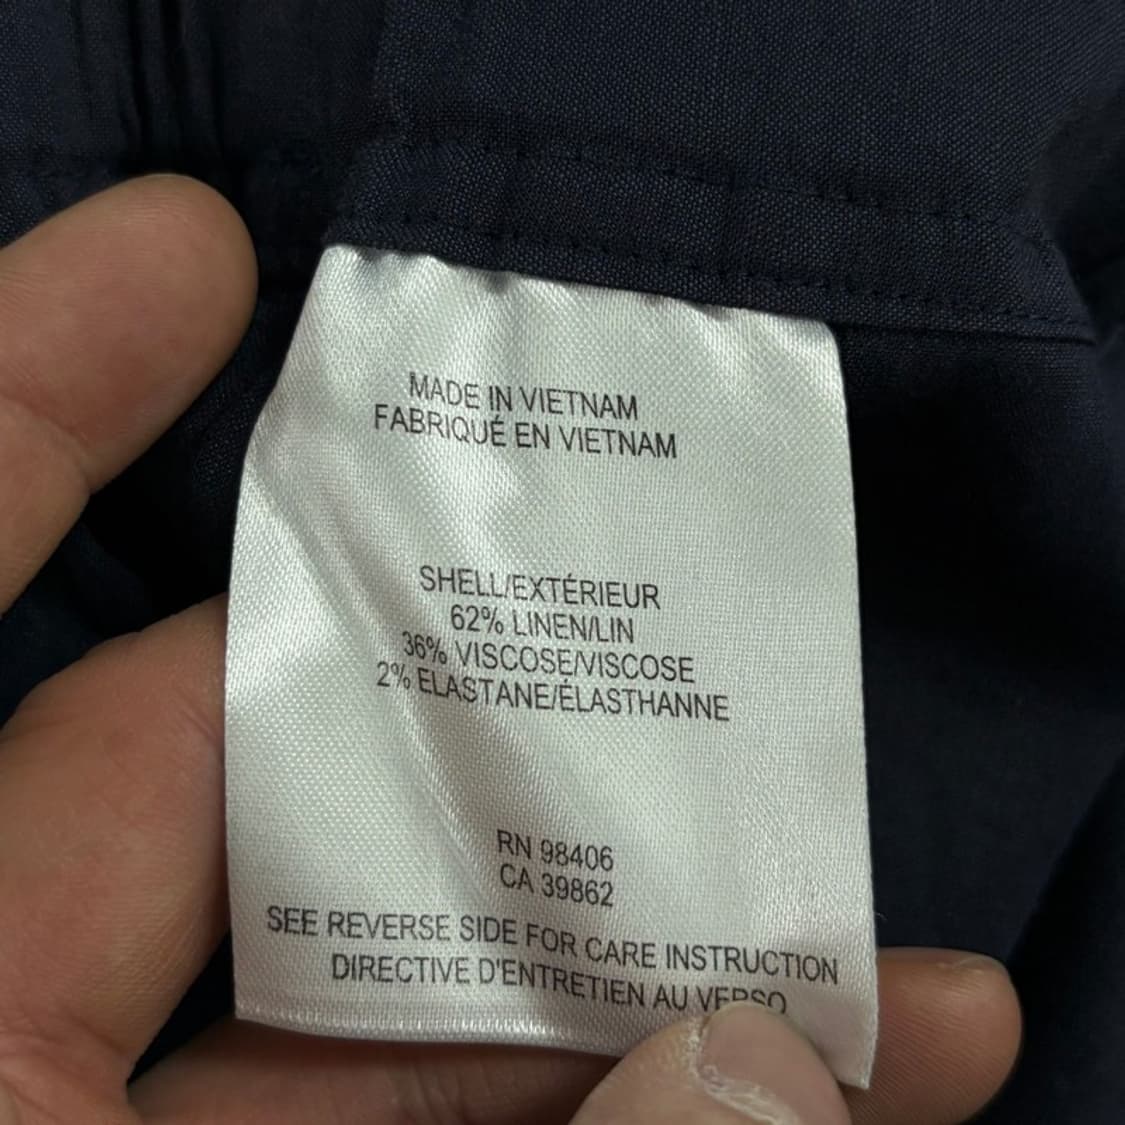 MADE IN VIETNAM
FABRIQUÉ EN VIETNAM
SHELL/EXTÉRIEUR
62% LINEN/LIN
36% VISCOSE/VISCOSE
2% ELASTANE/ÉLASTHANNE
RN 98406
CA 39862
SEE REVERSE SIDE FOR CARE INSTRUCTION
DIRECTIVE D'ENTRETIEN AU VERSO